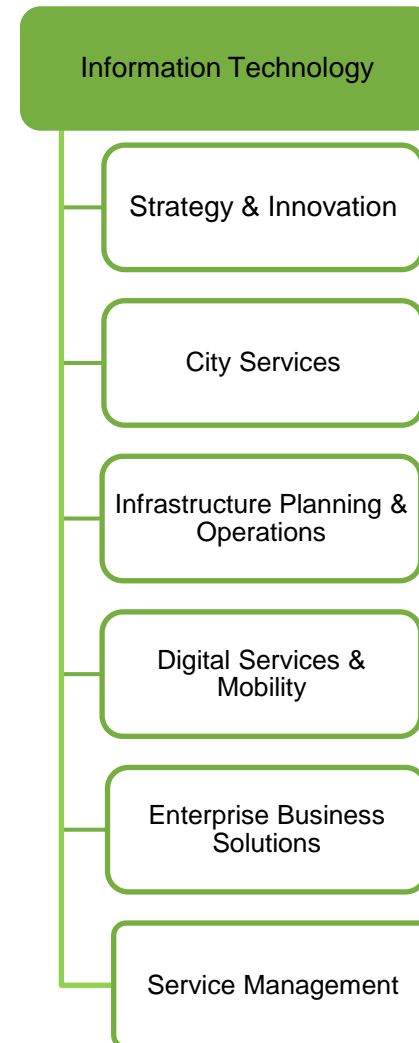 Information Technology
Strategy & Innovation
City Services
Infrastructure Planning &
Operations
Digital Services &
Mobility
Enterprise Business
Solutions
Service Management